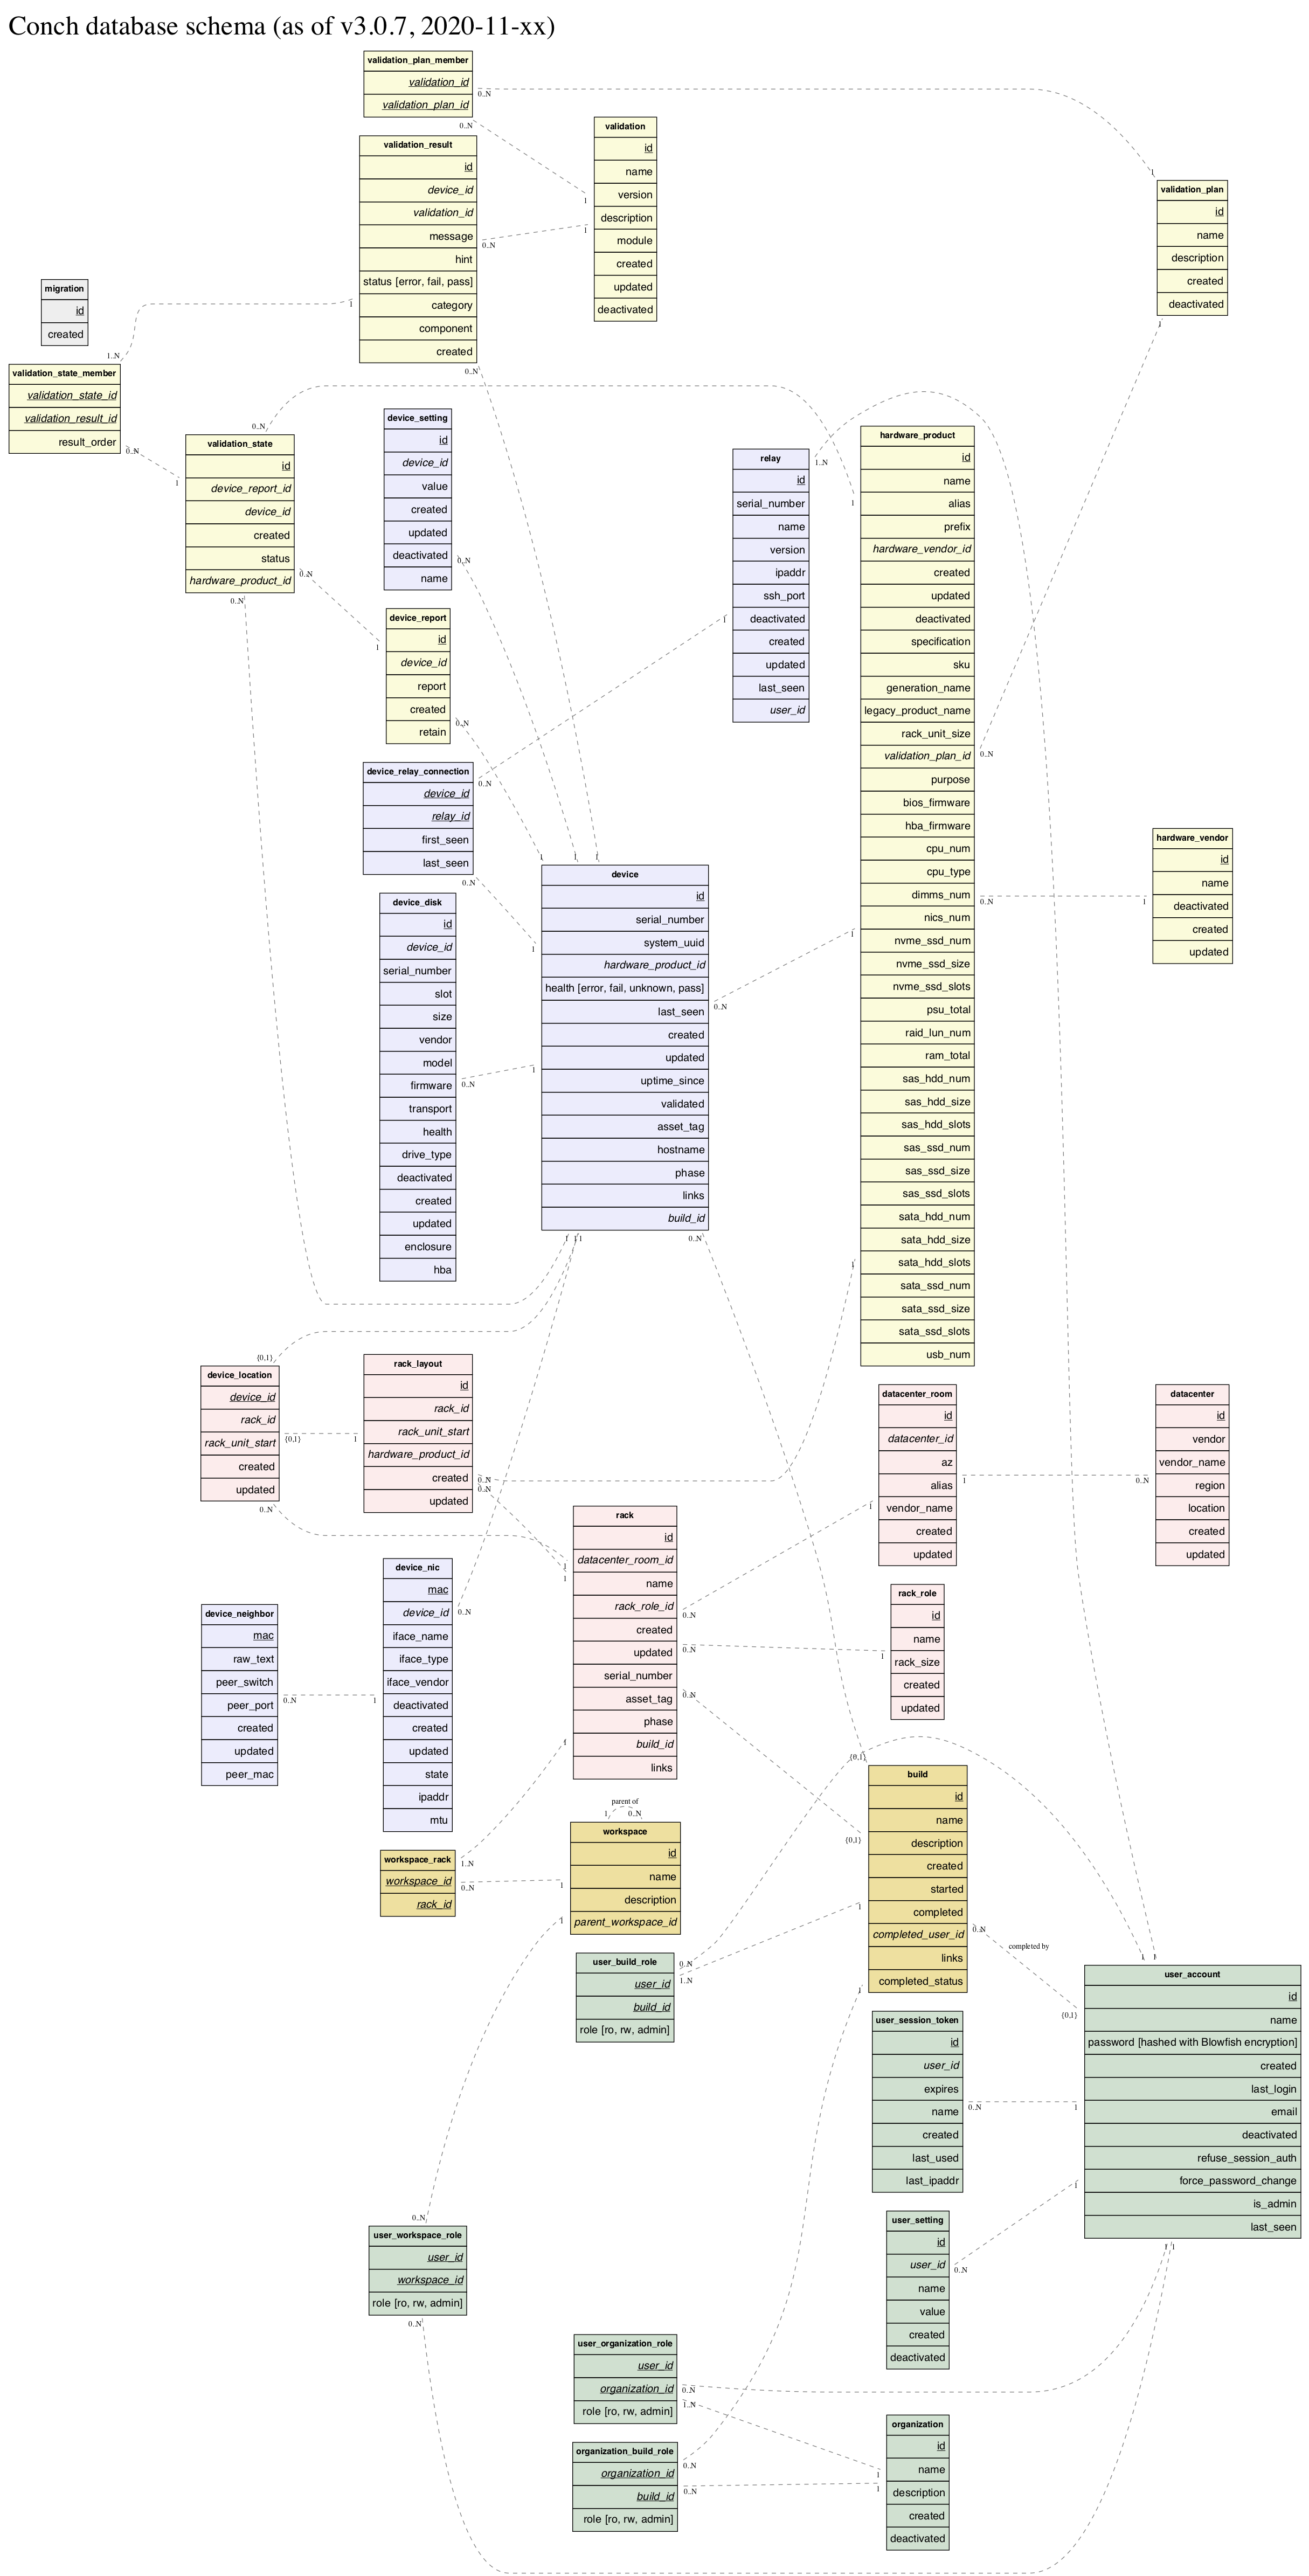 Conch database schema (as of v3.0.7, 2020-11-xx)
validation_plan_member
validation_id
validation_plan_id
0..N
0..N
validation
id
name
version
description
module
created
updated
deactivated
1
1
validation_result
id
device_id
validation_id
message
hint
status [error, fail, pass]
category
component
created
0..N
1
0..N
validation_plan
id
name
description
created
deactivated
1
1
migration
id
created
validation_state_member
validation_state_id
validation_result_id
result_order
1..N
0..N
validation_state
id
device_report_id
device_id
created
status
hardware_product_id
0..N
1
0..N
0..N
device_setting
id
device_id
value
created
updated
deactivated
name
0..N
device_report
id
device_id
report
created
retain
1
0..N
relay
id
serial_number
name
version
ipaddr
ssh_port
deactivated
created
updated
last_seen
user_id
1..N
1
hardware_product
id
name
alias
prefix
hardware_vendor_id
created
updated
deactivated
specification
sku
generation_name
legacy_product_name
rack_unit_size
validation_plan_id
purpose
bios_firmware
hba_firmware
cpu_num
cpu_type
dimms_num
nics_num
nvme_ssd_num
nvme_ssd_size
nvme_ssd_slots
psu_total
raid_lun_num
ram_total
sas_hdd_num
sas_hdd_size
sas_hdd_slots
sas_ssd_num
sas_ssd_size
sas_ssd_slots
sata_hdd_num
sata_hdd_size
sata_hdd_slots
sata_ssd_num
sata_ssd_size
sata_ssd_slots
usb_num
1
0..N
0..N
1
1
hardware_vendor
id
name
deactivated
created
updated
1
device_relay_connection
device_id
relay_id
first_seen
last_seen
0..N
0..N
device_disk
id
device_id
serial_number
slot
size
vendor
model
firmware
transport
health
drive_type
deactivated
created
updated
enclosure
hba
0..N
device
id
serial_number
system_uuid
hardware_product_id
health [error, fail, unknown, pass]
last_seen
created
updated
uptime_since
validated
asset_tag
hostname
phase
links
build_id
1
1
1
1
1
0..N
1
1
1
0..N
device_location
device_id
rack_id
rack_unit_start
created
updated
{0,1}
{0,1}
0..N
rack_layout
id
rack_id
rack_unit_start
hardware_product_id
created
updated
1
0..N
0..N
datacenter_room
id
datacenter_id
az
alias
vendor_name
created
updated
1
1
datacenter
id
vendor
vendor_name
region
location
created
updated
0..N
rack
id
datacenter_room_id
name
rack_role_id
created
updated
serial_number
asset_tag
phase
build_id
links
1
1
0..N
0..N
0..N
1
rack_role
id
name
rack_size
created
updated
1
device_nic
mac
device_id
iface_name
iface_type
iface_vendor
deactivated
created
updated
state
ipaddr
mtu
0..N
1
device_neighbor
mac
raw_text
peer_switch
peer_port
created
updated
peer_mac
0..N
build
id
name
description
created
started
completed
completed_user_id
links
completed_status
{0,1}
{0,1}
1
1
0..N
completed by
{0,1}
parent of
1
0..N
workspace
id
name
description
parent_workspace_id
1
1
workspace_rack
workspace_id
rack_id
1..N
0..N
user_build_role
user_id
build_id
role [ro, rw, admin]
0..N
1..N
user_account
id
name
password [hashed with Blowfish encryption]
created
last_login
email
deactivated
refuse_session_auth
force_password_change
is_admin
last_seen
1
1
1
1
1
1
user_session_token
id
user_id
expires
name
created
last_used
last_ipaddr
0..N
user_setting
id
user_id
name
value
created
deactivated
0..N
user_workspace_role
user_id
workspace_id
role [ro, rw, admin]
0..N
0..N
user_organization_role
user_id
organization_id
role [ro, rw, admin]
0..N
1..N
organization_build_role
organization_id
build_id
role [ro, rw, admin]
0..N
0..N
organization
id
name
description
created
deactivated
1
1